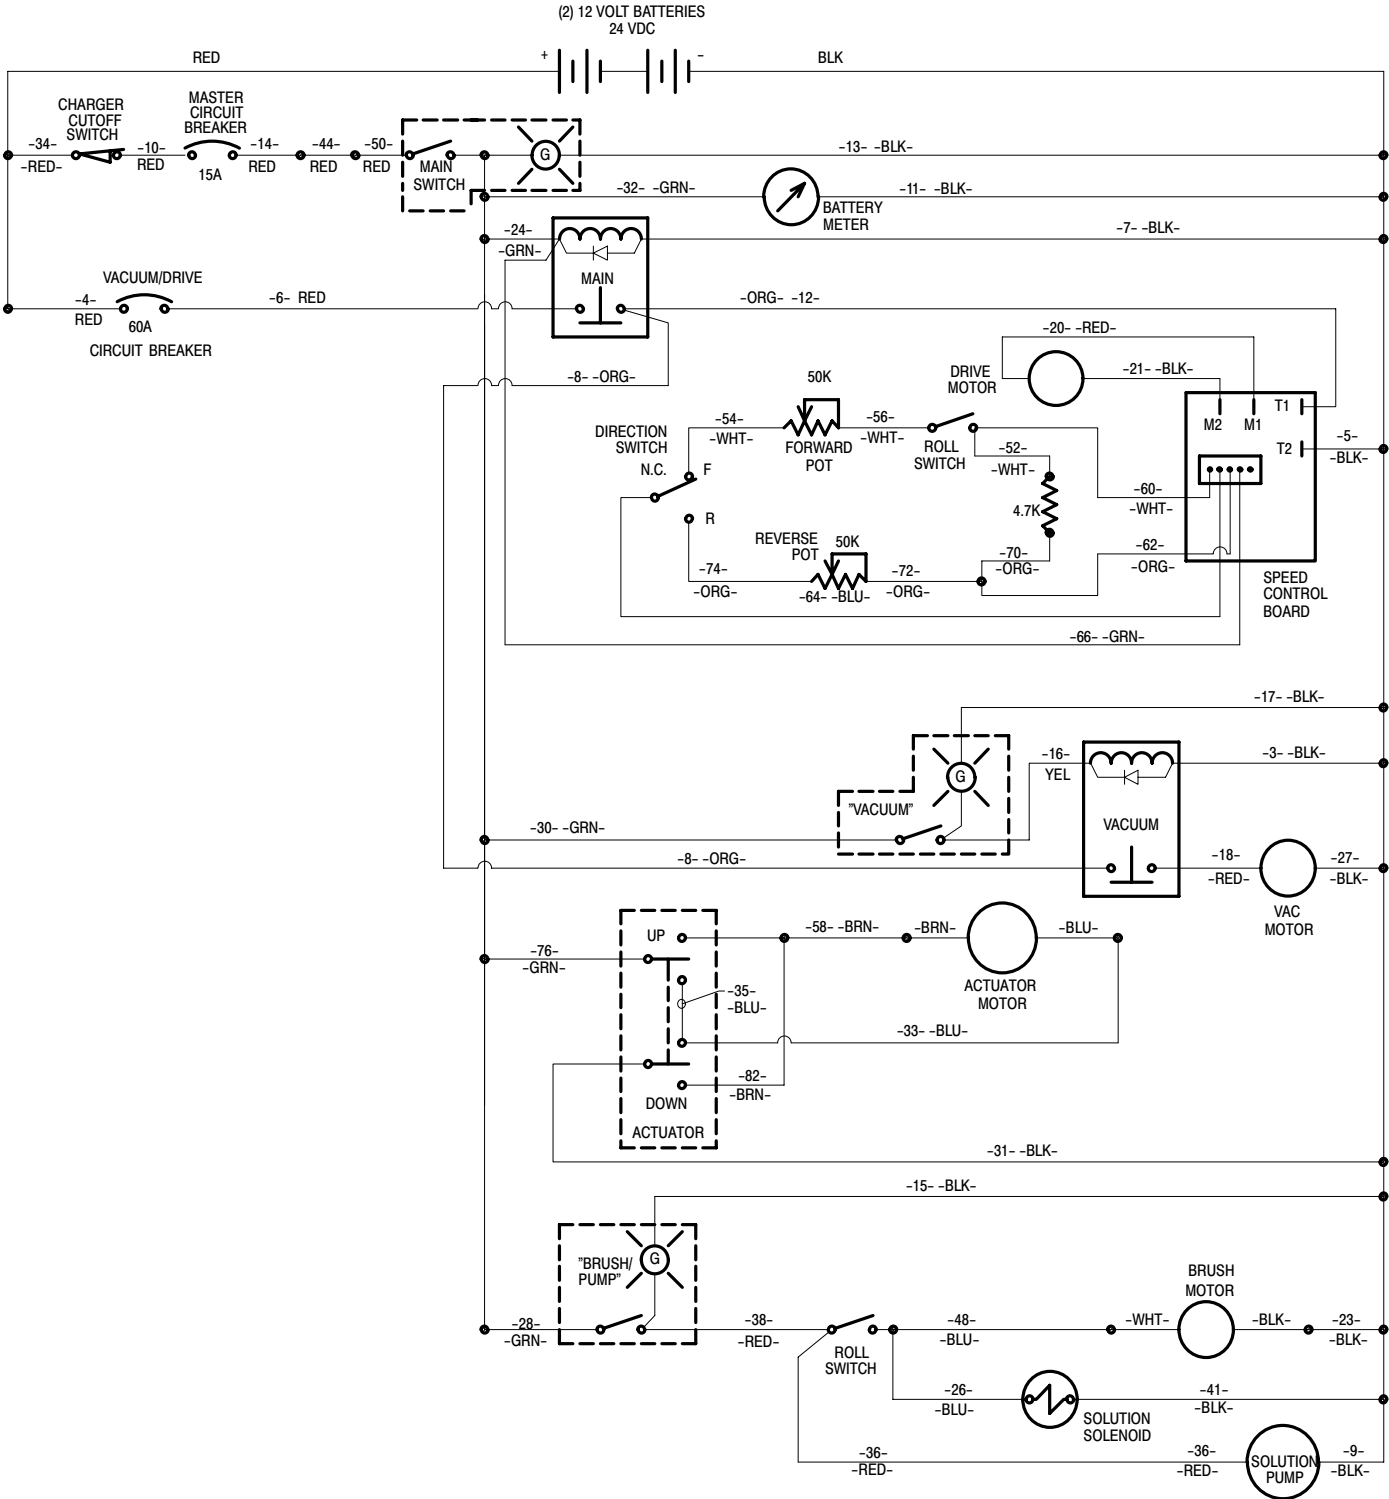 (2) 12 VOLT BATTERIES
24 VDC
RED
+
–
BLK
CHARGER
CUTOFF
SWITCH
MASTER
CIRCUIT
BREAKER
–34–
–RED–
–10–
RED
15A
–14–
RED
–44–
RED
–50–
RED
MAIN
SWITCH
G
–13– –BLK–
–32– –GRN–
BATTERY
METER
–11– –BLK–
–24–
–GRN–
–7– –BLK–
MAIN
VACUUM/DRIVE
–4–
RED
60A
CIRCUIT BREAKER
–6– RED
–ORG– –12–
–8– –ORG–
–20– –RED–
DRIVE
MOTOR
–21– –BLK–
M2
M1
T1
T2
–5–
–BLK–
50K
–54–
–WHT–
FORWARD
POT
–56–
–WHT–
ROLL
SWITCH
–52–
–WHT–
DIRECTION
SWITCH
N.C.
F
R
4.7K
–60–
–WHT–
REVERSE
POT
50K
–74–
–ORG–
–64– –BLU–
–72–
–ORG–
–70–
–ORG–
–62–
–ORG–
SPEED
CONTROL
BOARD
–66– –GRN–
–17– –BLK–
G
"VACUUM"
–16–
YEL
–3– –BLK–
VACUUM
–30– –GRN–
–8– –ORG–
–18–
–RED–
–27–
–BLK–
VAC
MOTOR
UP
–76–
–GRN–
–58– –BRN–
–BRN–
–BLU–
ACTUATOR
MOTOR
–35–
–BLU–
–33– –BLU–
–82–
–BRN–
DOWN
ACTUATOR
–31– –BLK–
–15– –BLK–
"BRUSH/
PUMP"
G
–28–
–GRN–
–38–
–RED–
ROLL
SWITCH
–48–
–BLU–
–WHT–
BRUSH
MOTOR
–BLK–
–23–
–BLK–
–26–
–BLU–
SOLUTION
SOLENOID
–41–
–BLK–
–36–
–RED–
–36–
–RED–
SOLUTION
PUMP
–9–
–BLK–